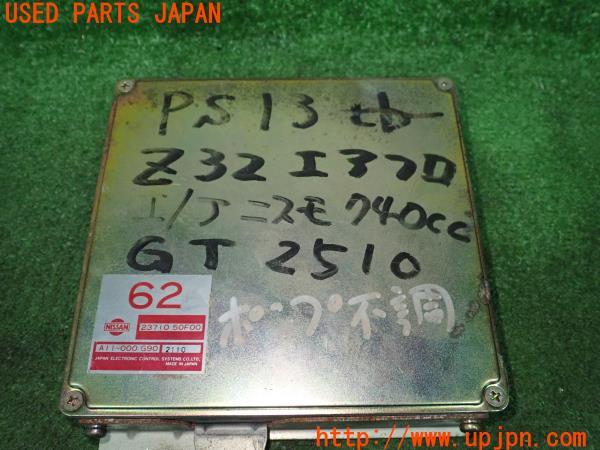 USED PARTS JAPAN
PS13
Z32 エアフロ
I/J ニスモ 740cc
GT 2510
ポンプ不調
62
NISSAN
23710 50F00
A11-000 G90 2110
JAPAN ELECTRONIC CONTROL SYSTEMS CO.,LTD.
MADE IN JAPAN
http://www.upjpn.com